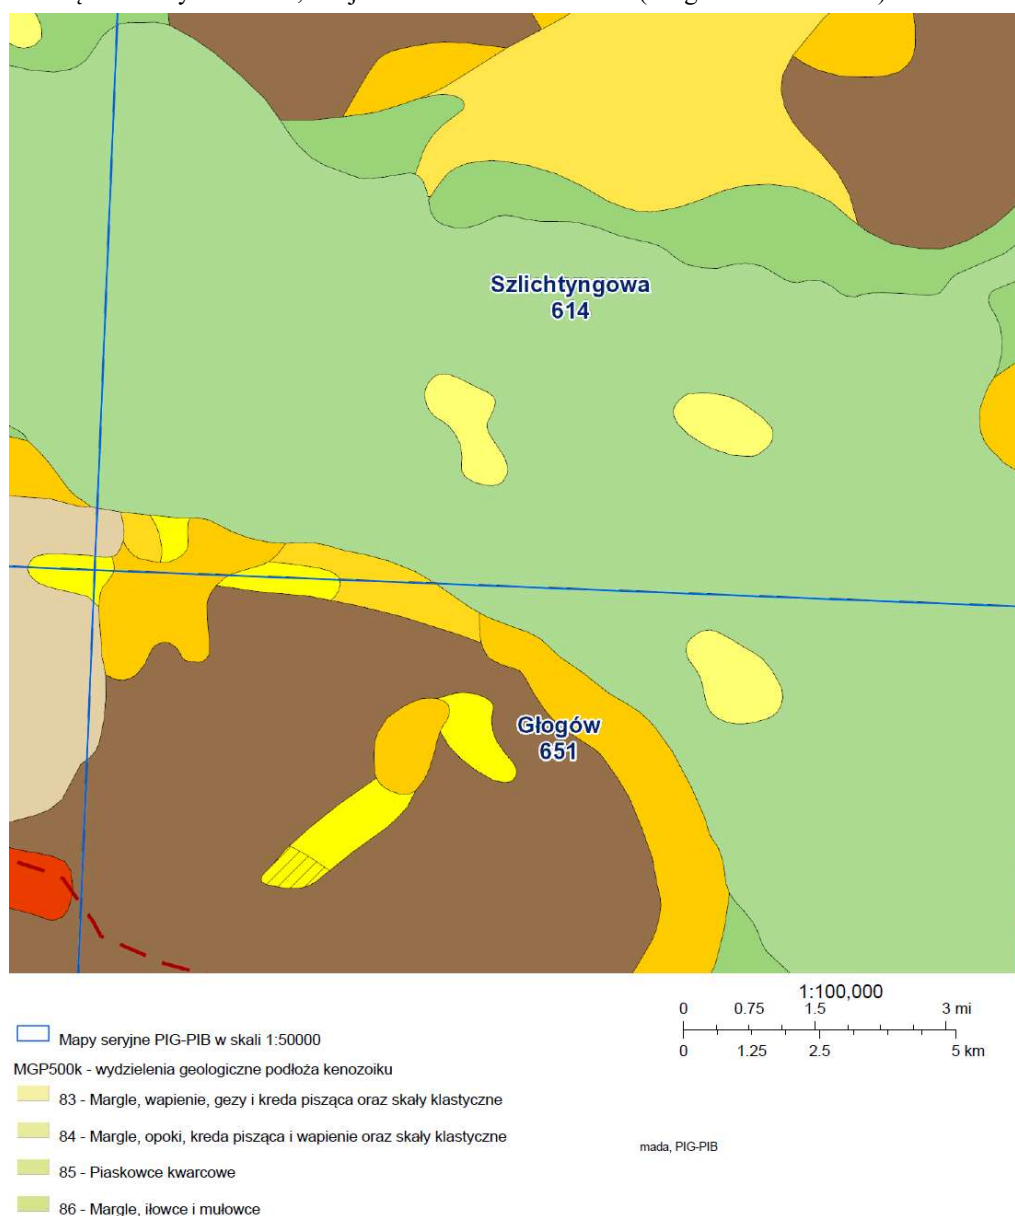 Szlichtyngowa
614
Głogów
651
1:100,000
0 0.75 1.5 3 mi
0 1.25 2.5 5 km
Mapy seryjne PIG-PIB w skali 1:50000
MGP500k - wydzielenia geologiczne podłoża kenozoiku
83 - Margle, wapienie, gezy i kreda pisząca oraz skały klastyczne
84 - Margle, opoki, kreda pisząca i wapienie oraz skały klastyczne
mada, PIG-PIB
85 - Piaskowce kwarcowe
86 - Margle, iłowce i mułowce